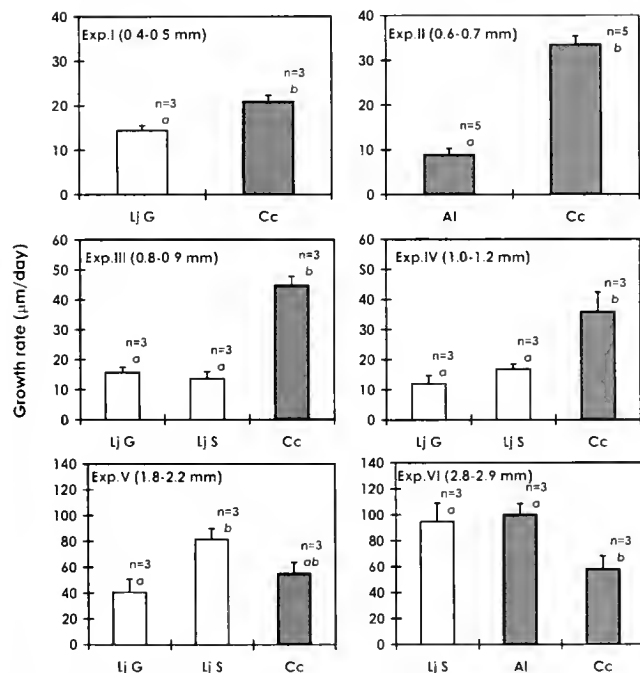 Growth rate (µm/day)
Exp.I (0 4-0 5 mm)
40
30
20
10
0
n=3
a
n=3
b
Lj G
Cc
Exp.II (0.6-0.7 mm)
40
30
20
10
0
n=5
a
n=5
b
Al
Cc
Exp.III (0.8-0 9 mm)
60
50
40
30
20
10
0
n=3
a
n=3
a
n=3
b
Lj G
Lj S
Cc
Exp.IV (1.0-1.2 mm)
60
50
40
30
20
10
0
n=3
a
n=3
a
n=3
b
Lj G
Lj S
Cc
Exp.V (1.8-2.2 mm)
140
120
100
80
60
40
20
0
n=3
a
n=3
b
n=3
ab
Lj G
Lj S
Cc
Exp.VI (2.8-2.9 mm)
140
120
100
80
60
40
20
0
n=3
a
n=3
a
n=3
b
Lj S
Al
Cc